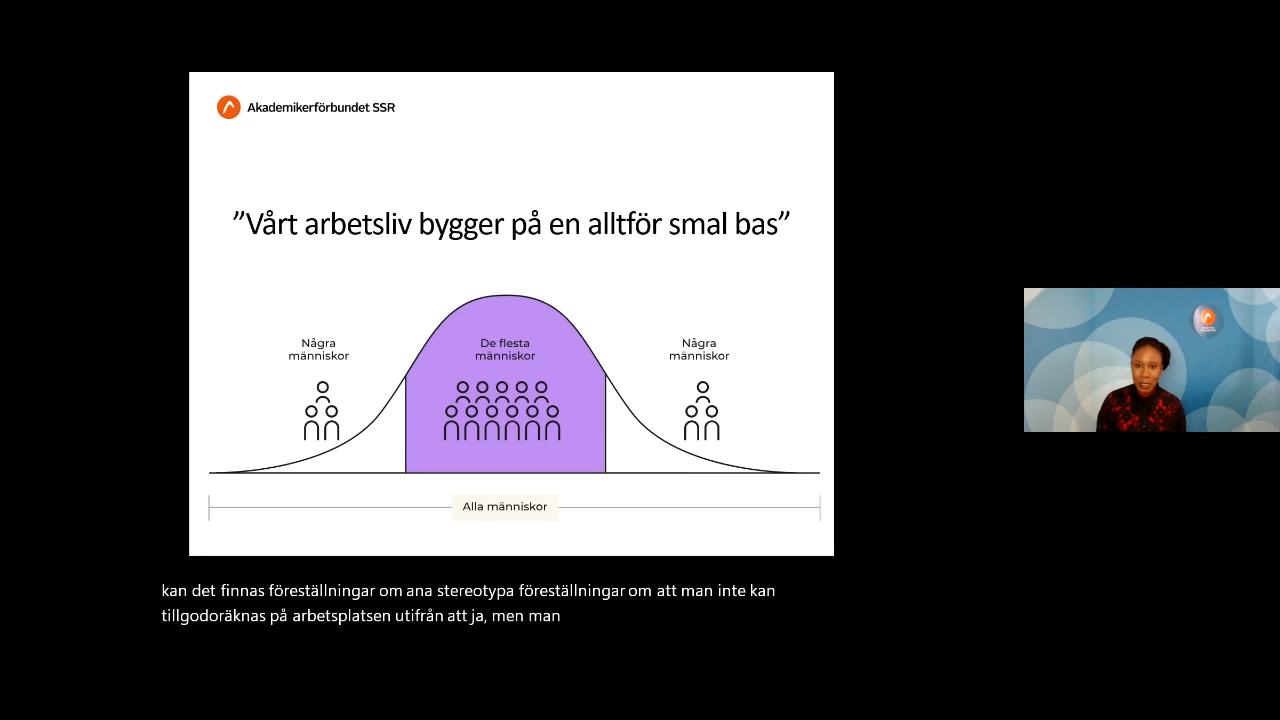 Akademikerförbundet SSR
”Vårt arbetsliv bygger på en alltför smal bas”
Några
människor
De flesta
människor
Några
människor
Alla människor
kan det finnas föreställningar om ana stereotypa föreställningar om att man inte kan
tillgodoräknas på arbetsplatsen utifrån att ja, men man